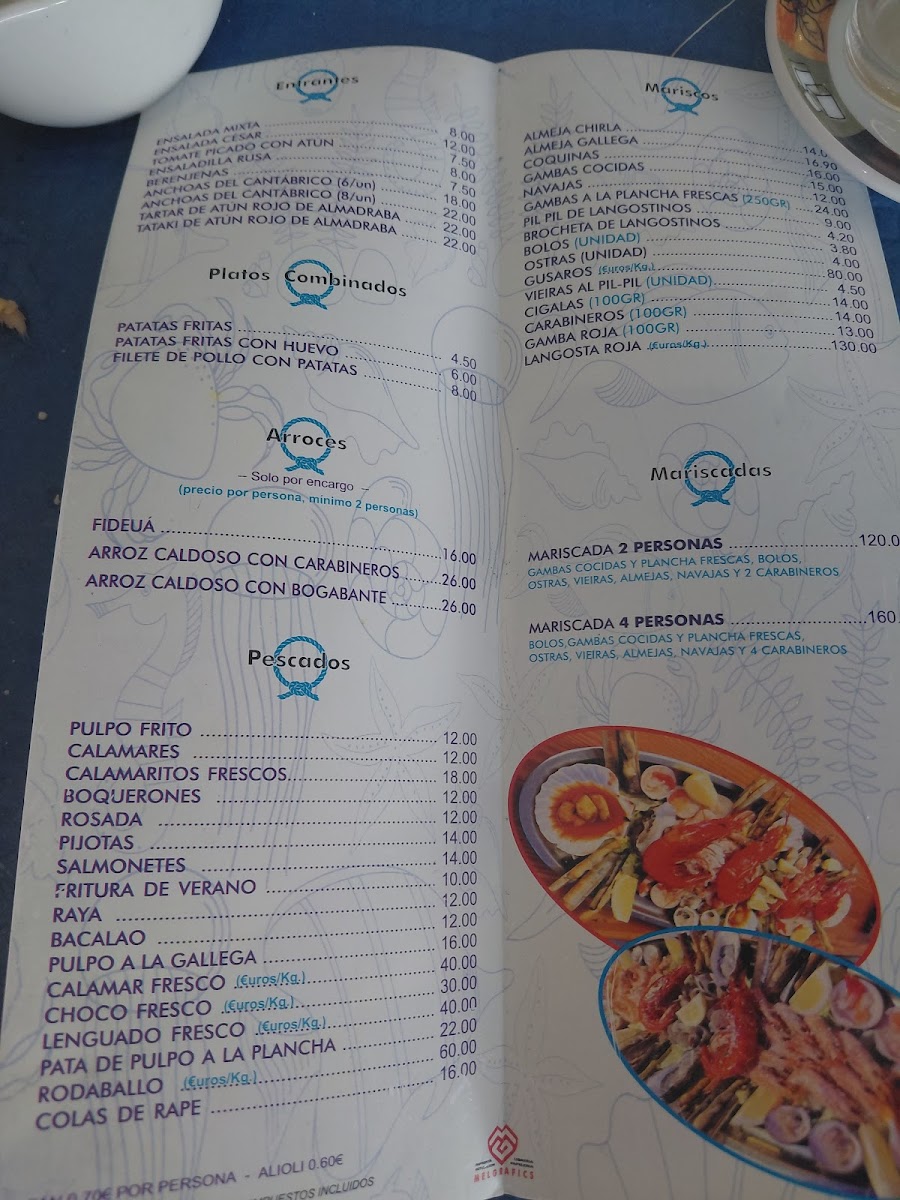 Entrantes
ENSALADA MIXTA 8.00
ENSALADA CÉSAR 12.00
TOMATE PICADO CON ATÚN 7.50
ENSALADILLA RUSA 8.00
BERENJENAS 7.50
ANCHOAS DEL CANTÁBRICO (6/un) 18.00
ANCHOAS DEL CANTÁBRICO (8/un) 22.00
TARTAR DE ATÚN ROJO DE ALMADRABA 22.00
TATAKI DE ATÚN ROJO DE ALMADRABA 22.00
Platos Combinados
PATATAS FRITAS 4.50
PATATAS FRITAS CON HUEVO 6.00
FILETE DE POLLO CON PATATAS 8.00
Arroces
– Solo por encargo –
(precio por persona, mínimo 2 personas)
FIDEUÁ 16.00
ARROZ CALDOSO CON CARABINEROS 26.00
ARROZ CALDOSO CON BOGABANTE 26.00
Pescados
PULPO FRITO 12.00
CALAMARES 12.00
CALAMARITOS FRESCOS 18.00
BOQUERONES 12.00
ROSADA 12.00
PIJOTAS 14.00
SALMONETES 14.00
FRITURA DE VERANO 10.00
RAYA 12.00
BACALAO 12.00
PULPO A LA GALLEGA 16.00
CALAMAR FRESCO (€uros/Kg.) 40.00
CHOCO FRESCO (€uros/Kg.) 30.00
LENGUADO FRESCO (€uros/Kg.) 40.00
PATA DE PULPO A LA PLANCHA 22.00
RODABALLO (€uros/Kg.) 60.00
COLAS DE RAPE 16.00
0.70€ POR PERSONA - ALIOLI 0.60€
INCLUIDOS
Mariscos
ALMEJA CHIRLA 14.0
ALMEJA GALLEGA 16.90
COQUINAS 16.00
GAMBAS COCIDAS 15.00
NAVAJAS 12.00
GAMBAS A LA PLANCHA FRESCAS (250GR) 24.00
PIL PIL DE LANGOSTINOS 9.00
BROCHETA DE LANGOSTINOS 4.20
BOLOS (UNIDAD) 3.80
OSTRAS (UNIDAD) 4.00
GUSAROS (€uros/Kg.) 80.00
VIEIRAS AL PIL-PIL (UNIDAD) 4.50
CIGALAS (100GR) 14.00
CARABINEROS (100GR) 14.00
GAMBA ROJA (100GR) 13.00
LANGOSTA ROJA (€uros/Kg.) 130.00
Mariscadas
MARISCADA 2 PERSONAS 120.0
GAMBAS COCIDAS Y PLANCHA FRESCAS, BOLOS,
OSTRAS, VIEIRAS, ALMEJAS, NAVAJAS Y 2 CARABINEROS
MARISCADA 4 PERSONAS 160.
BOLOS,GAMBAS COCIDAS Y PLANCHA FRESCAS,
OSTRAS, VIEIRAS, ALMEJAS, NAVAJAS Y 4 CARABINEROS
MELGRAFICS